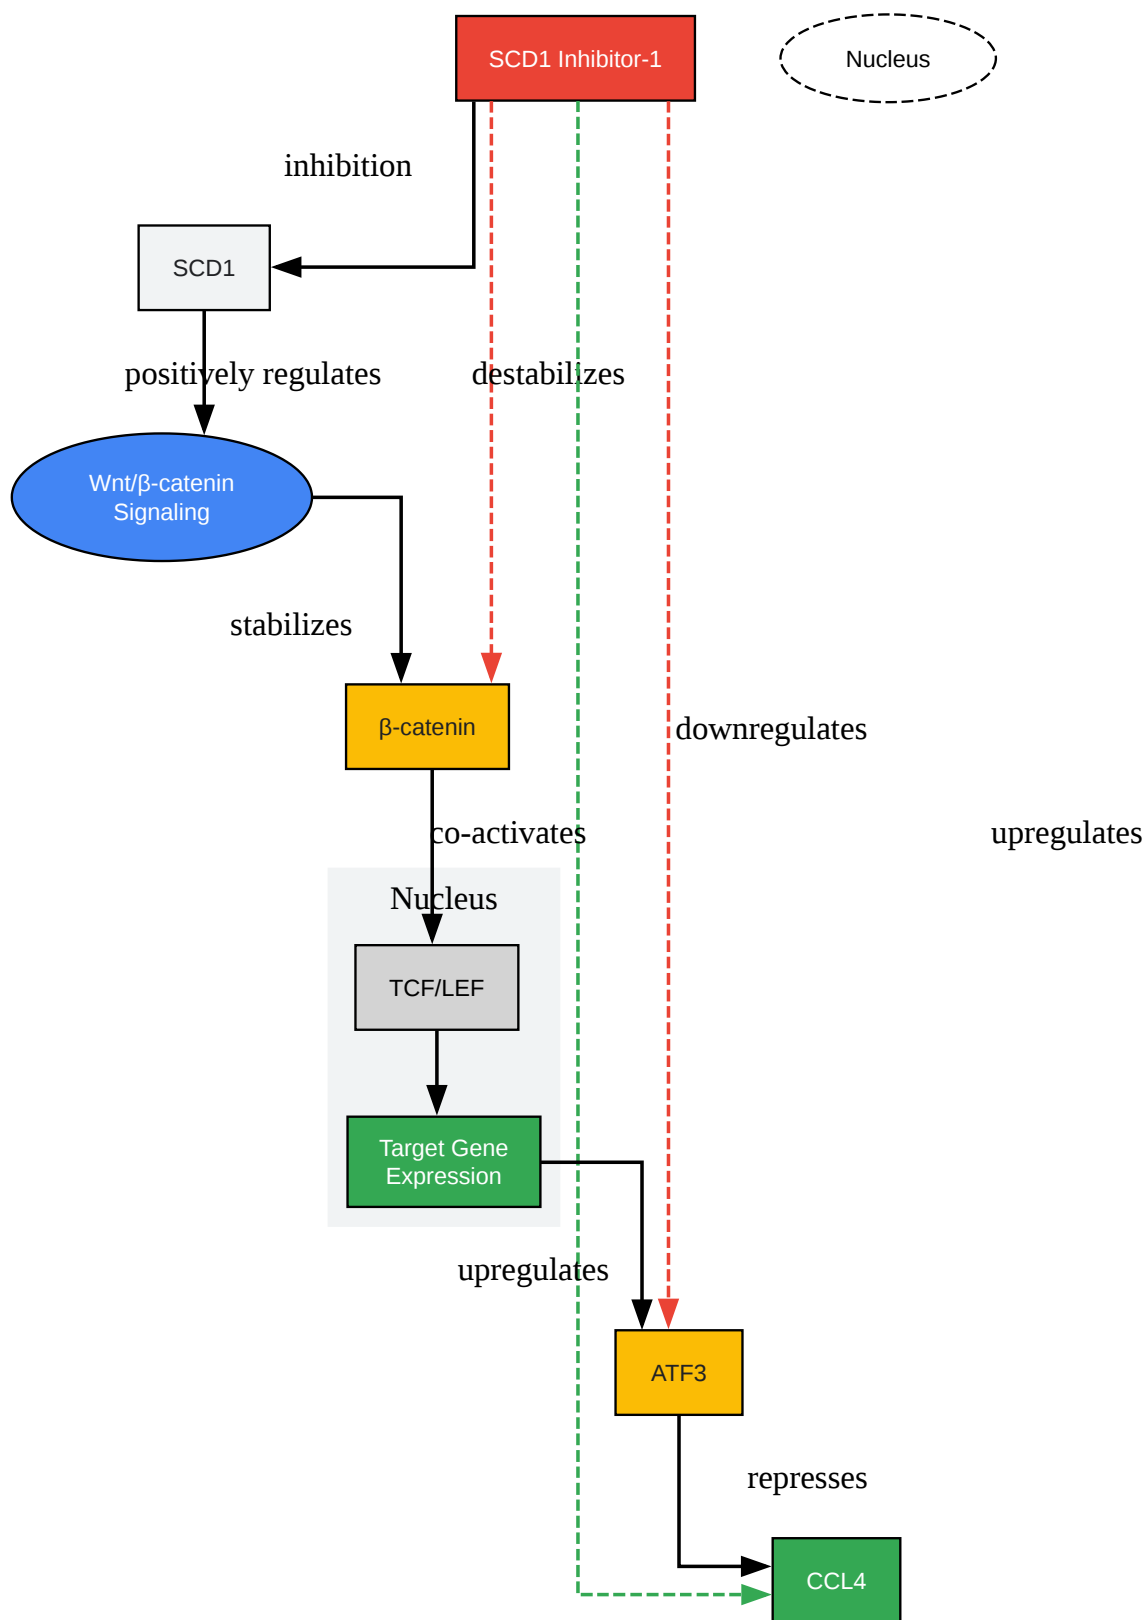 SCD1 Inhibitor-1
Nucleus
inhibition
SCD1
positively regulates
destabilizes
Wnt/β-catenin
Signaling
stabilizes
β-catenin
downregulates
co-activates
upregulates
Nucleus
TCF/LEF
Target Gene
Expression
upregulates
ATF3
represses
CCL4